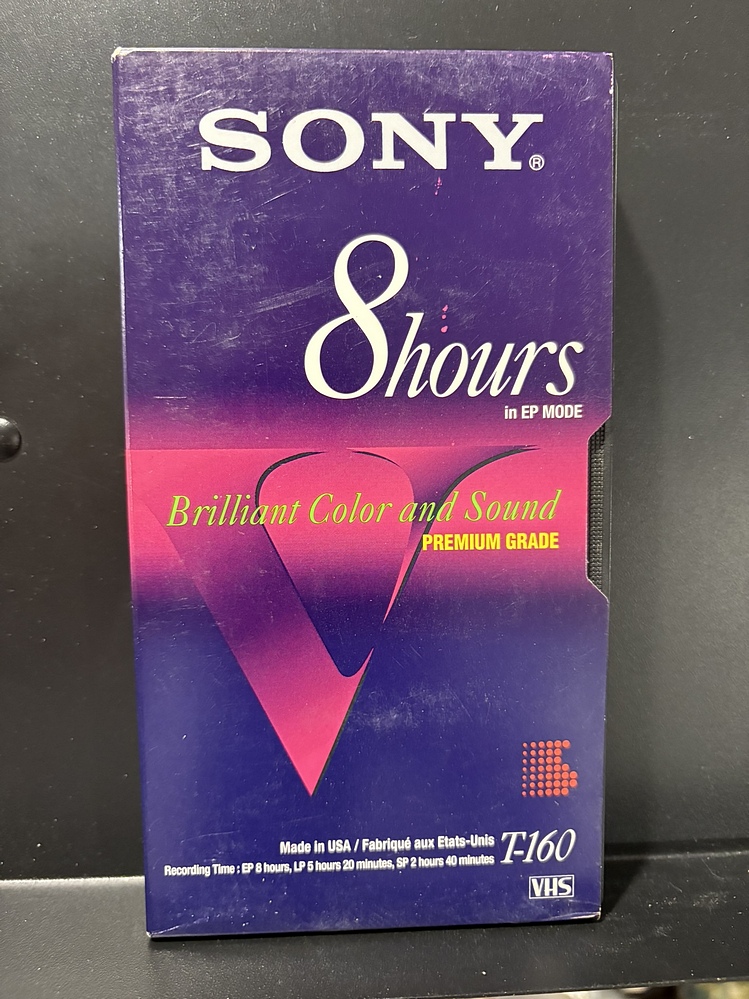 SONY®
8hours
in EP MODE
Brilliant Color and Sound
PREMIUM GRADE
Made in USA / Fabriqué aux Etats-Unis
T-160
Recording Time : EP 8 hours, LP 5 hours 20 minutes, SP 2 hours 40 minutes
VHS